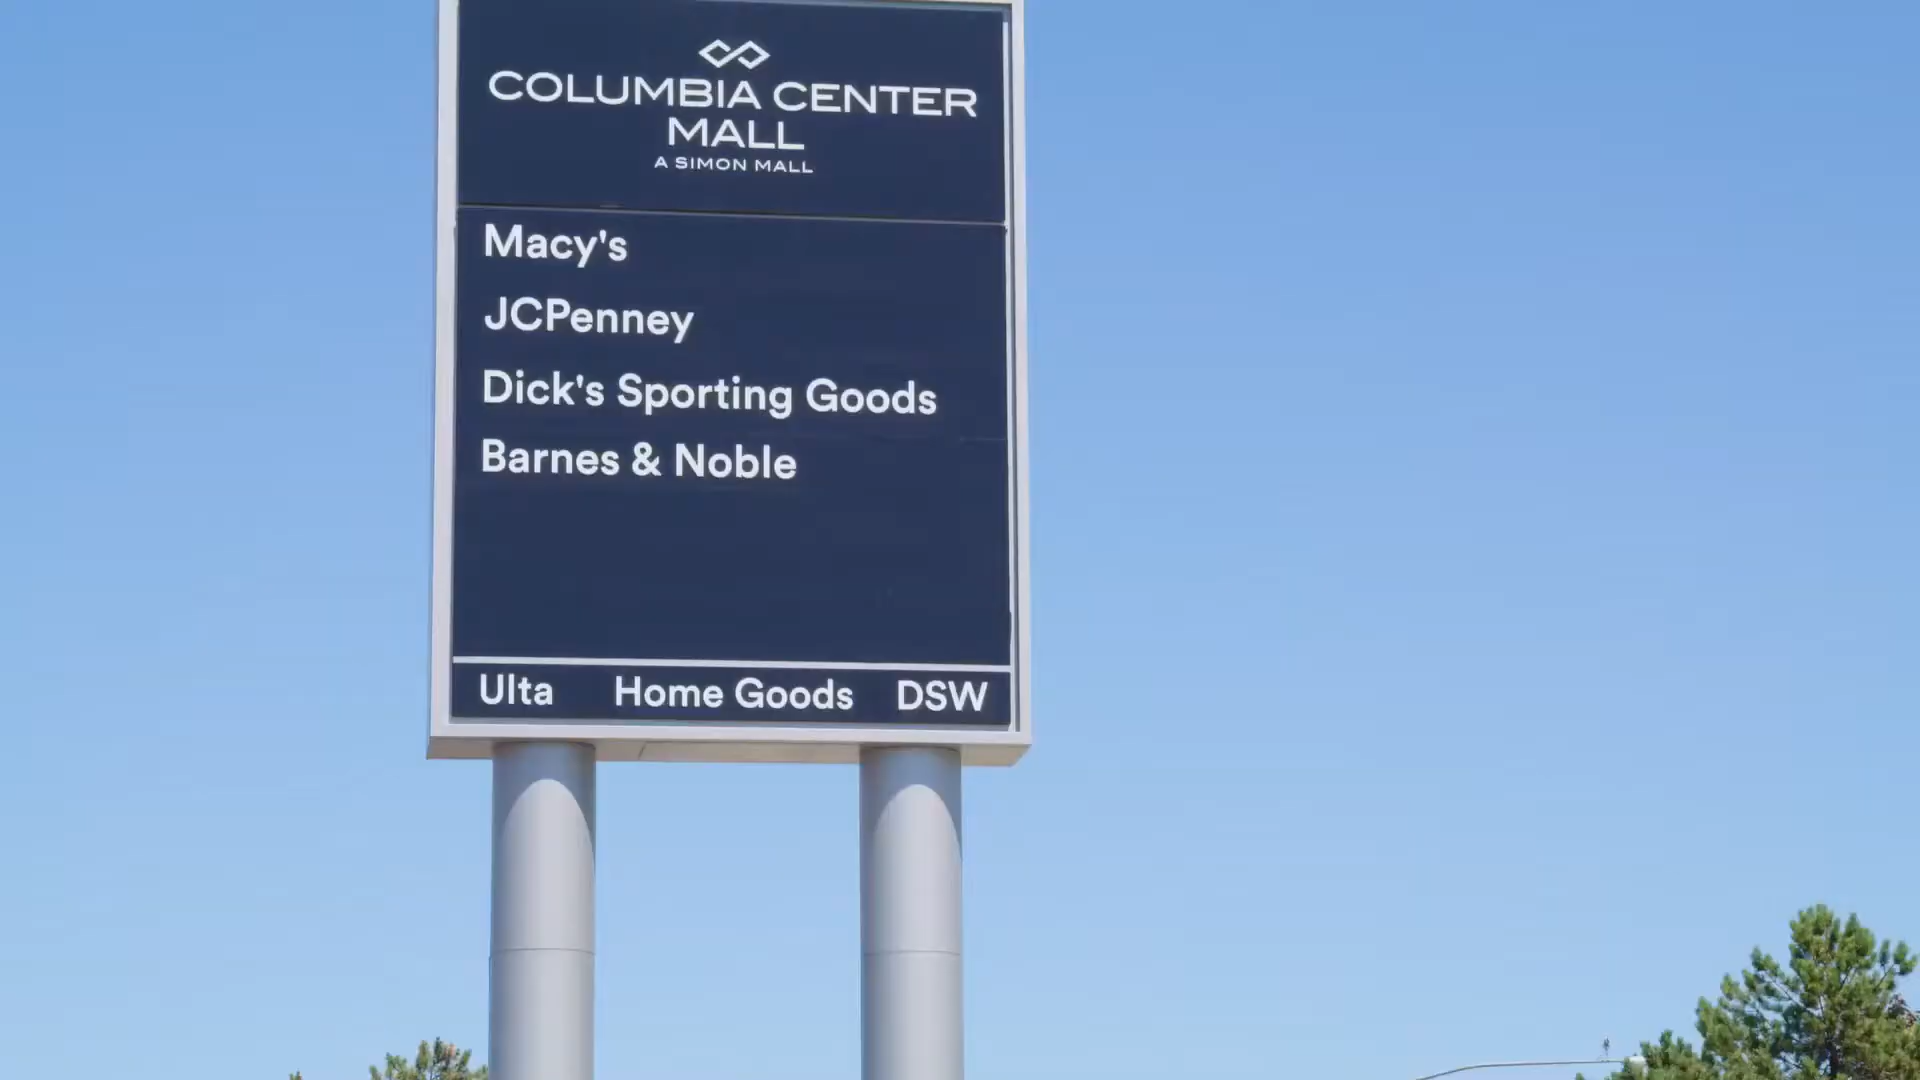 COLUMBIA CENTER
MALL
A SIMON MALL
Macy's
JCPenney
Dick's Sporting Goods
Barnes & Noble
Ulta Home Goods DSW